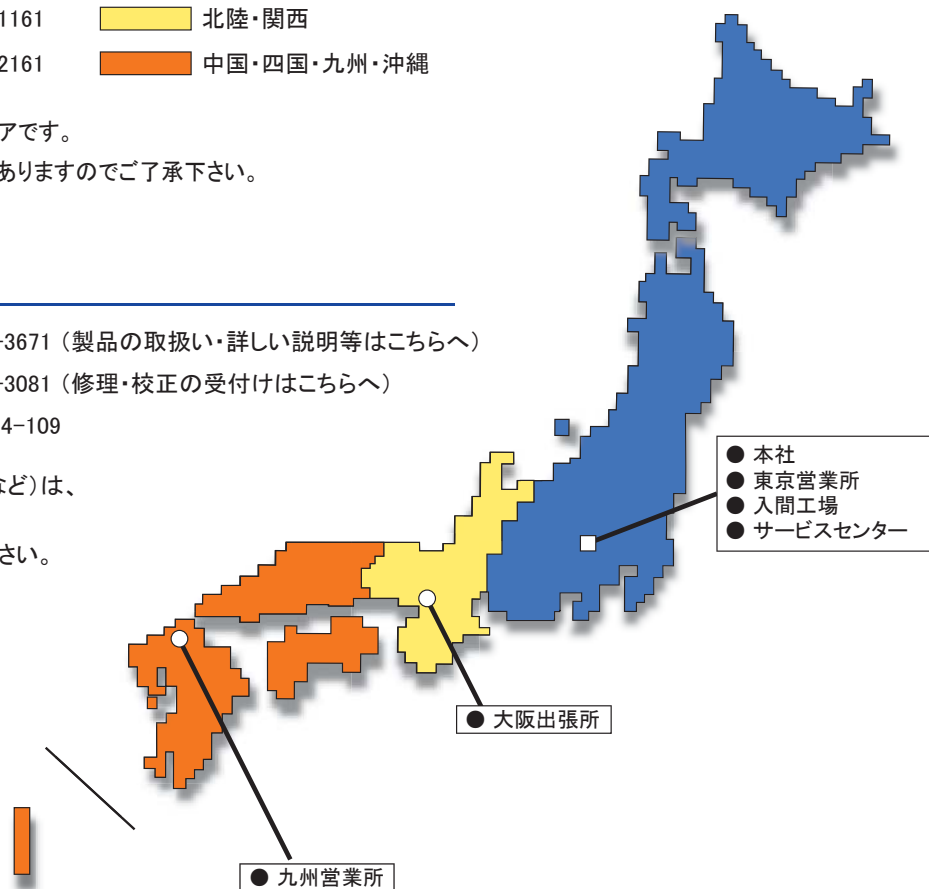 1161 北陸・関西
2161 中国・四国・九州・沖縄
アです。
ありますのでご了承下さい。
-3671（製品の取扱い・詳しい説明等はこちらへ）
-3081（修理・校正の受付けはこちらへ）
4-109
など）は、
さい。
● 本社
● 東京営業所
● 入間工場
● サービスセンター
● 大阪出張所
● 九州営業所